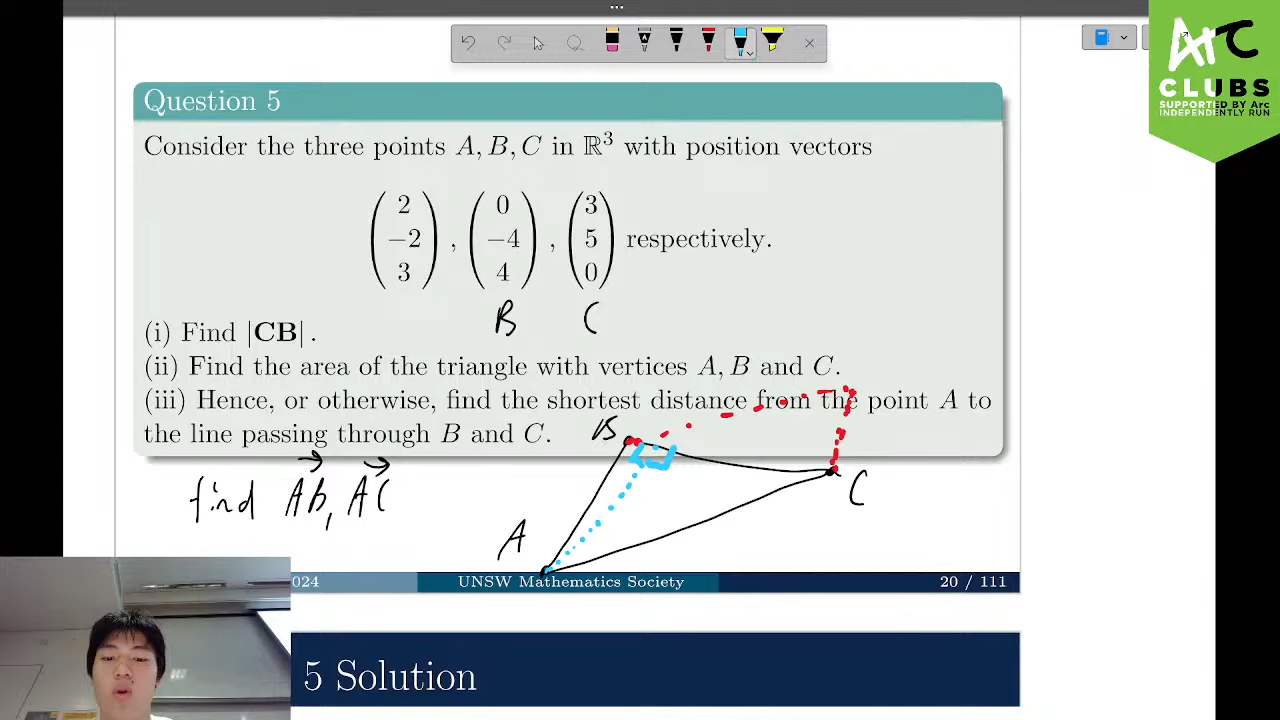 Arc
CLUBS
SUPPORTED BY Arc
INDEPENDENTLY RUN
Question 5
Consider the three points A, B, C in ℝ³ with position vectors
2 0 3
−2 , −4 , 5 respectively.
3 4 0
B C
(i) Find |CB| .
(ii) Find the area of the triangle with vertices A, B and C.
(iii) Hence, or otherwise, find the shortest distance from the point A to
the line passing through B and C.
B
find AB, AC
C
A
024 UNSW Mathematics Society 20 / 111
5 Solution